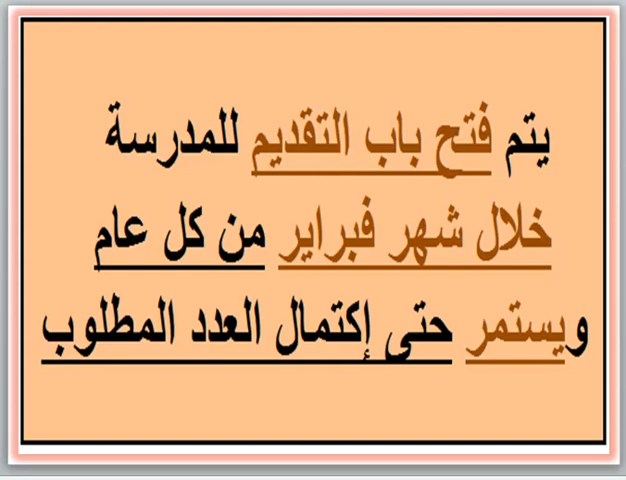 يتم فتح باب التقديم للمدرسة
خلال شهر فبراير من كل عام
ويستمر حتى إكتمال العدد المطلوب